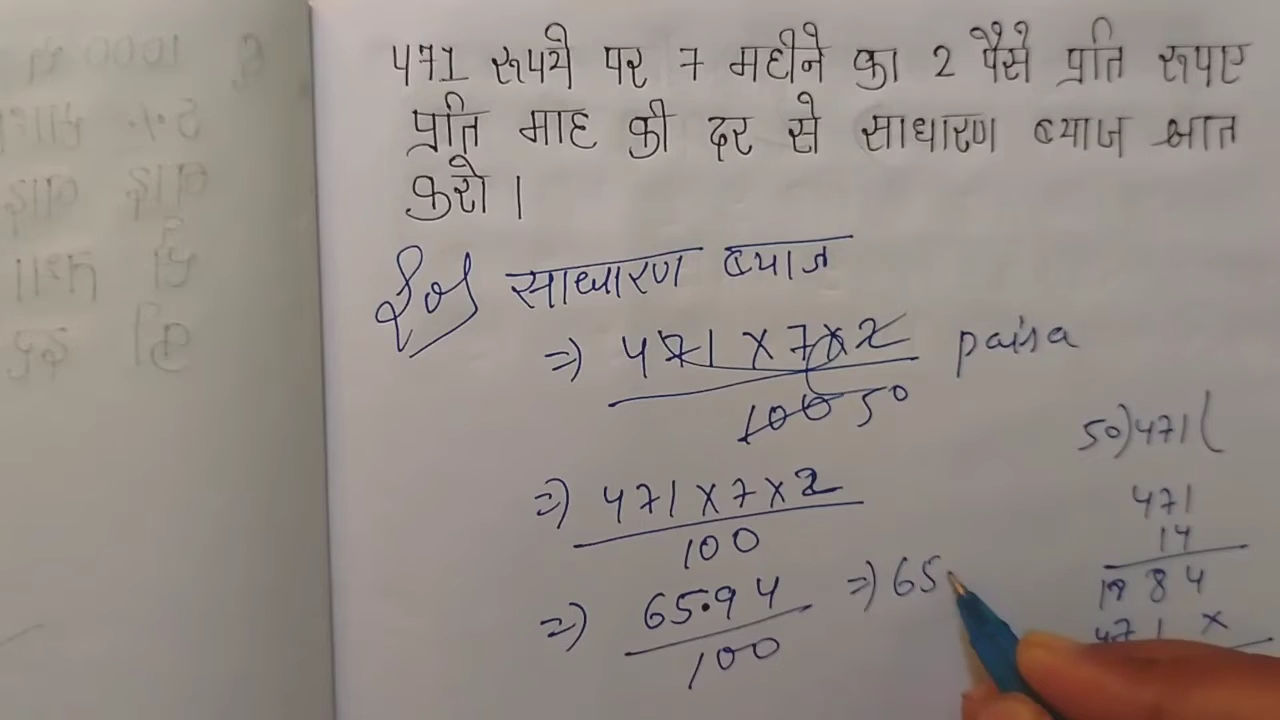 471 रूपये पर 7 महीने का 2 पैसे प्रति रूपए
प्रति माह की दर से साधारण ब्याज ज्ञात
करो।
Sol साधारण ब्याज
=) 471 x 7 x 2 paisa
100 50
50)471(
=) 471 x 7 x 2
100
471
14
1884
471 x
=) 65.94 =) 65.
100